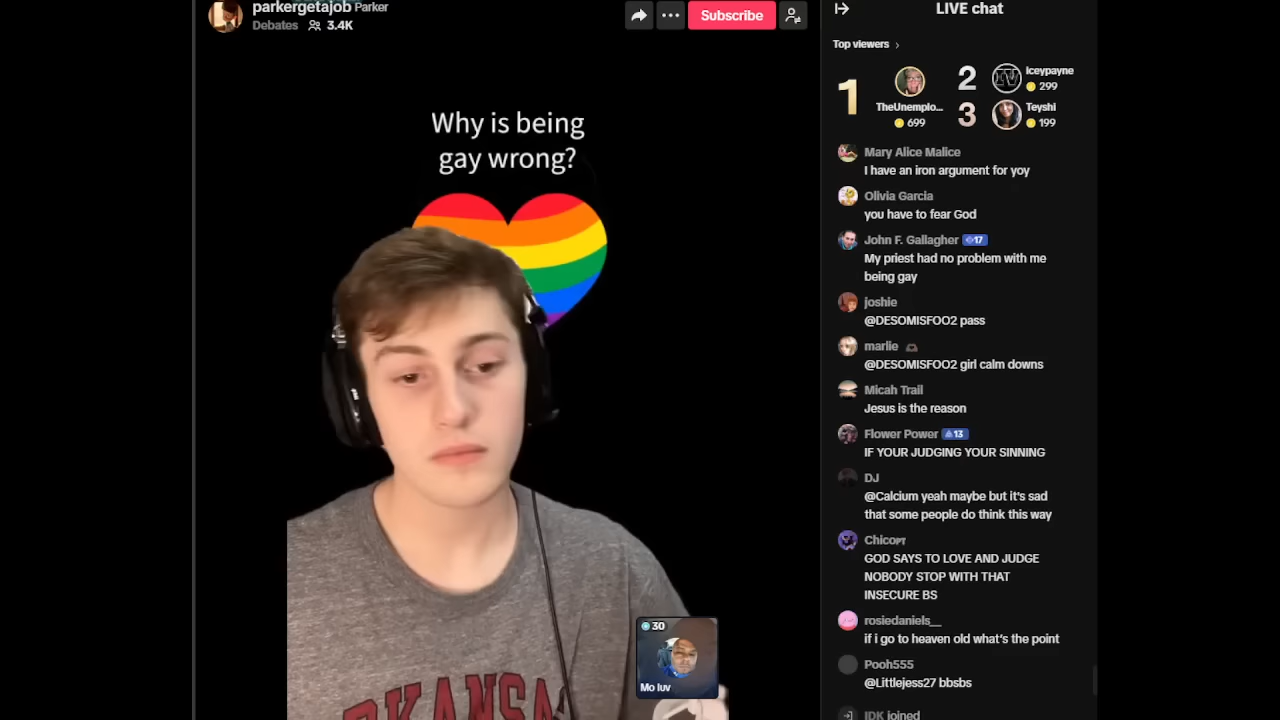 parkergetajob Parker
Debates 3.4K
Subscribe
Why is being
gay wrong?
ARKANSAS
30
Mo luv
LIVE chat
Top viewers
1
TheUnemplo...
699
2
iceypayne
299
3
Teyshi
199
Mary Alice Malice
I have an iron argument for yoy
Olivia Garcia
you have to fear God
John F. Gallagher 17
My priest had no problem with me
being gay
joshie
@DESOMISFOO2 pass
marlie
@DESOMISFOO2 girl calm downs
Micah Trail
Jesus is the reason
Flower Power 13
IF YOUR JUDGING YOUR SINNING
DJ
@Calcium yeah maybe but it's sad
that some people do think this way
Chicoᴘᴛ
GOD SAYS TO LOVE AND JUDGE
NOBODY STOP WITH THAT
INSECURE BS
rosiedaniels__
if i go to heaven old what's the point
Pooh555
@Littlejess27 bbsbs
IDK joined